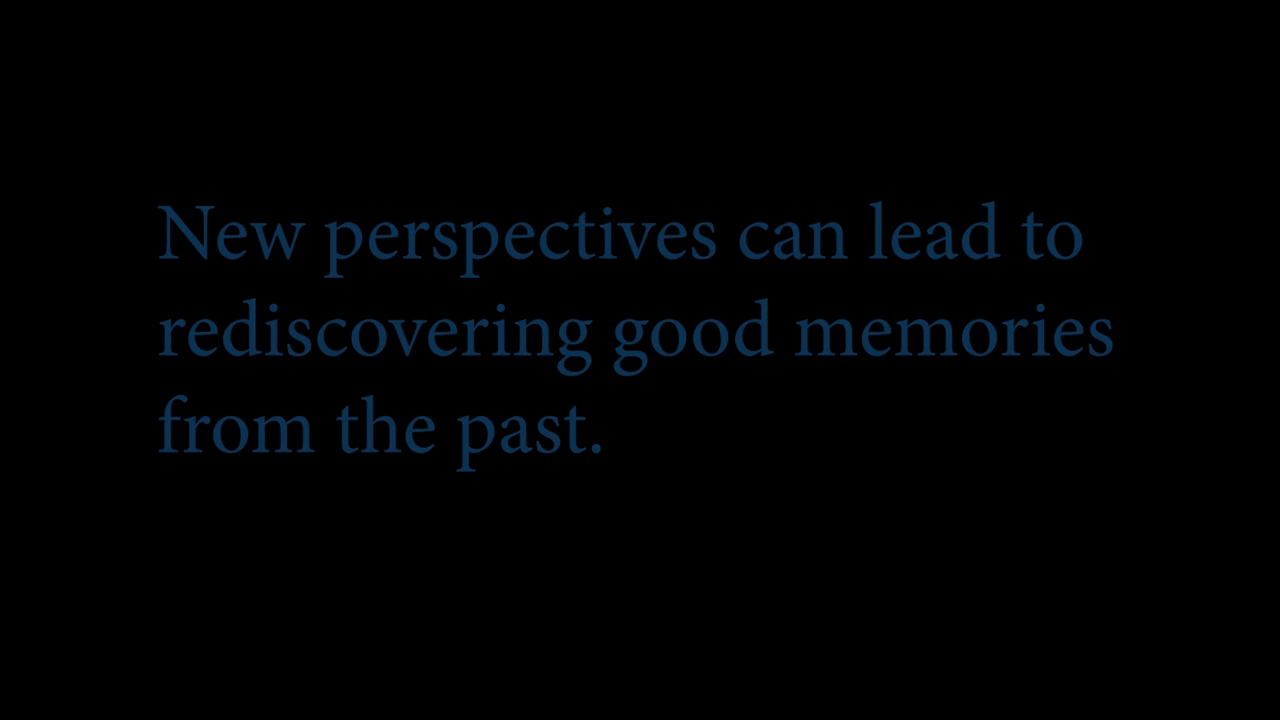 New perspectives can lead to
rediscovering good memories
from the past.